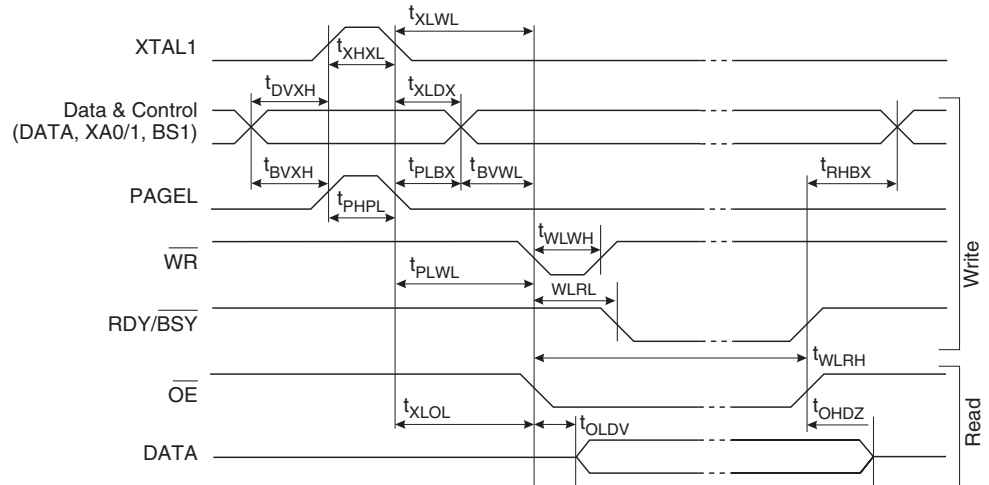 t_XLWL
XTAL1
t_XHXL
t_DVXH
t_XLDX
Data & Control
(DATA, XA0/1, BS1)
t_BVXH
t_PLBX
t_BVWL
t_RHBX
PAGEL
t_PHPL
t_WLWH
WR
t_PLWL
WLRL
RDY/BSY
t_WLRH
OE
t_XLOL
t_OLDV
t_OHDZ
DATA
Write
Read